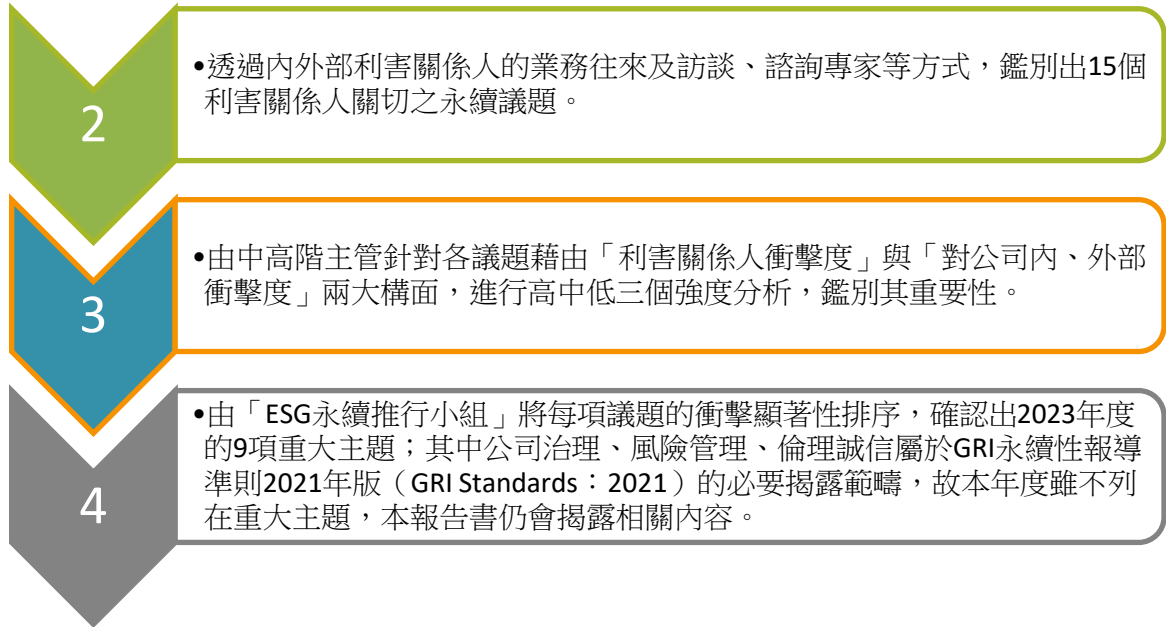 2
•透過內外部利害關係人的業務往來及訪談、諮詢專家等方式，鑑別出15個
利害關係人關切之永續議題。
3
•由中高階主管針對各議題藉由「利害關係人衝擊度」與「對公司內、外部
衝擊度」兩大構面，進行高中低三個強度分析，鑑別其重要性。
4
•由「ESG永續推行小組」將每項議題的衝擊顯著性排序，確認出2023年度
的9項重大主題；其中公司治理、風險管理、倫理誠信屬於GRI永續性報導
準則2021年版（GRI Standards：2021）的必要揭露範疇，故本年度雖不列
在重大主題，本報告書仍會揭露相關內容。